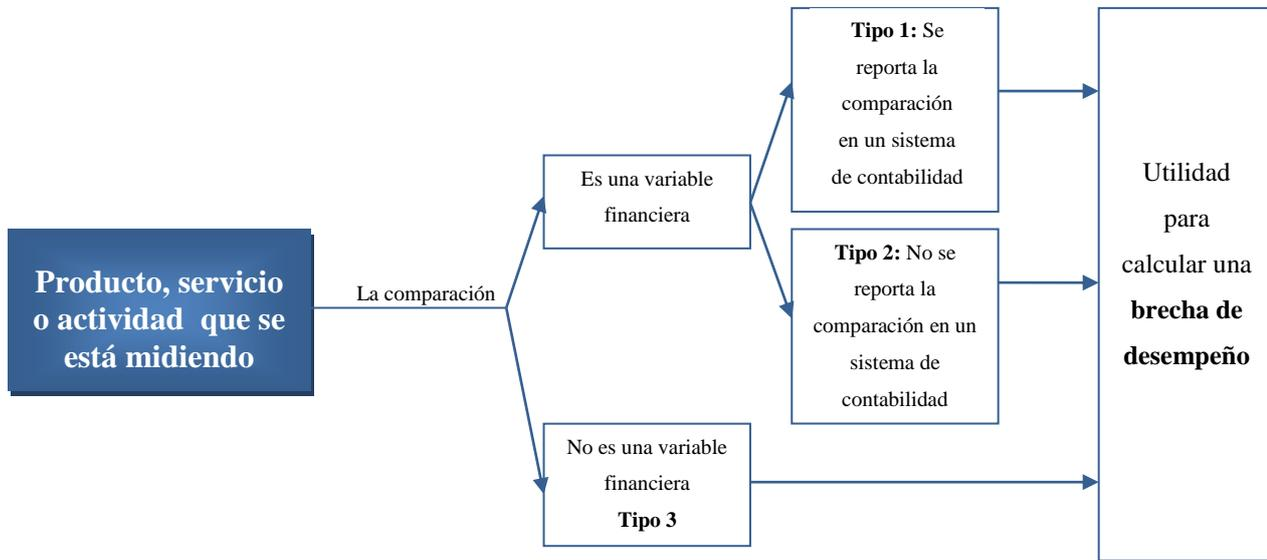 Producto, servicio
o actividad que se
está midiendo
La comparación
Es una variable
financiera
No es una variable
financiera
Tipo 3
Tipo 1: Se
reporta la
comparación
en un sistema
de contabilidad
Tipo 2: No se
reporta la
comparación en un
sistema de
contabilidad
Utilidad
para
calcular una
brecha de
desempeño